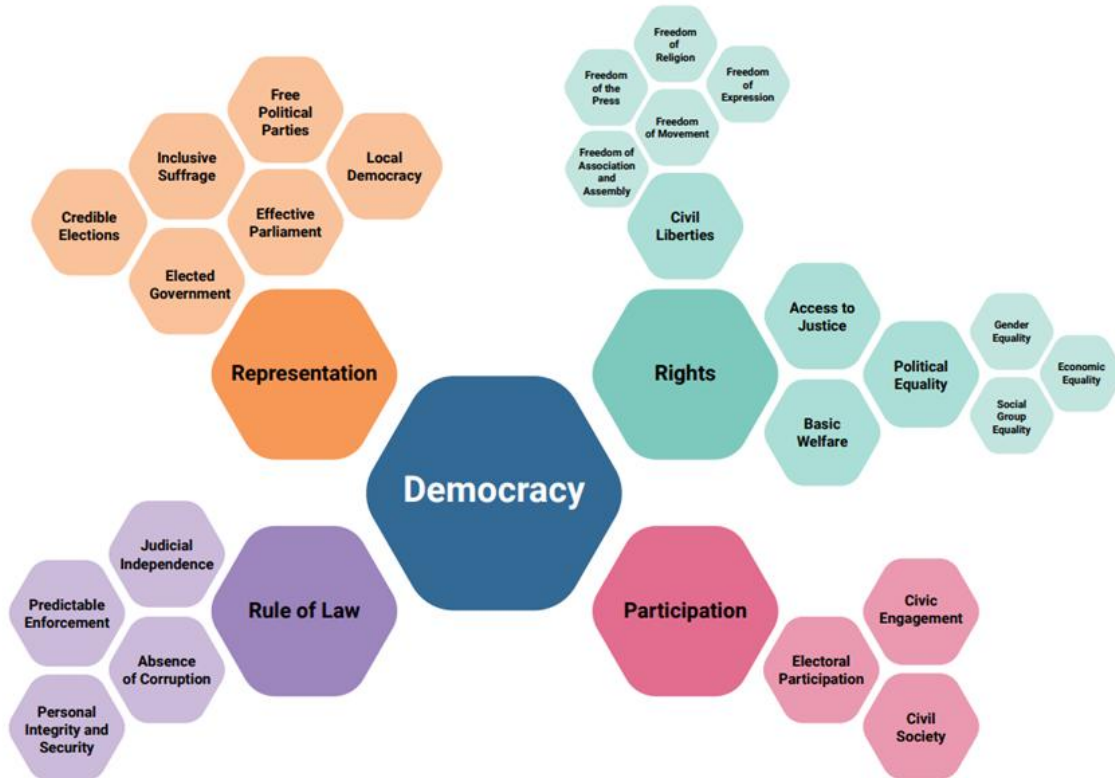 Free
Political
Parties
Inclusive
Suffrage
Local
Democracy
Credible
Elections
Effective
Parliament
Elected
Government
Representation
Freedom
of
Religion
Freedom
of the
Press
Freedom
of
Expression
Freedom
of Movement
Freedom of
Association
and
Assembly
Civil
Liberties
Rights
Access to
Justice
Basic
Welfare
Political
Equality
Gender
Equality
Economic
Equality
Social
Group
Equality
Democracy
Rule of Law
Judicial
Independence
Predictable
Enforcement
Absence
of Corruption
Personal
Integrity and
Security
Participation
Electoral
Participation
Civic
Engagement
Civil
Society